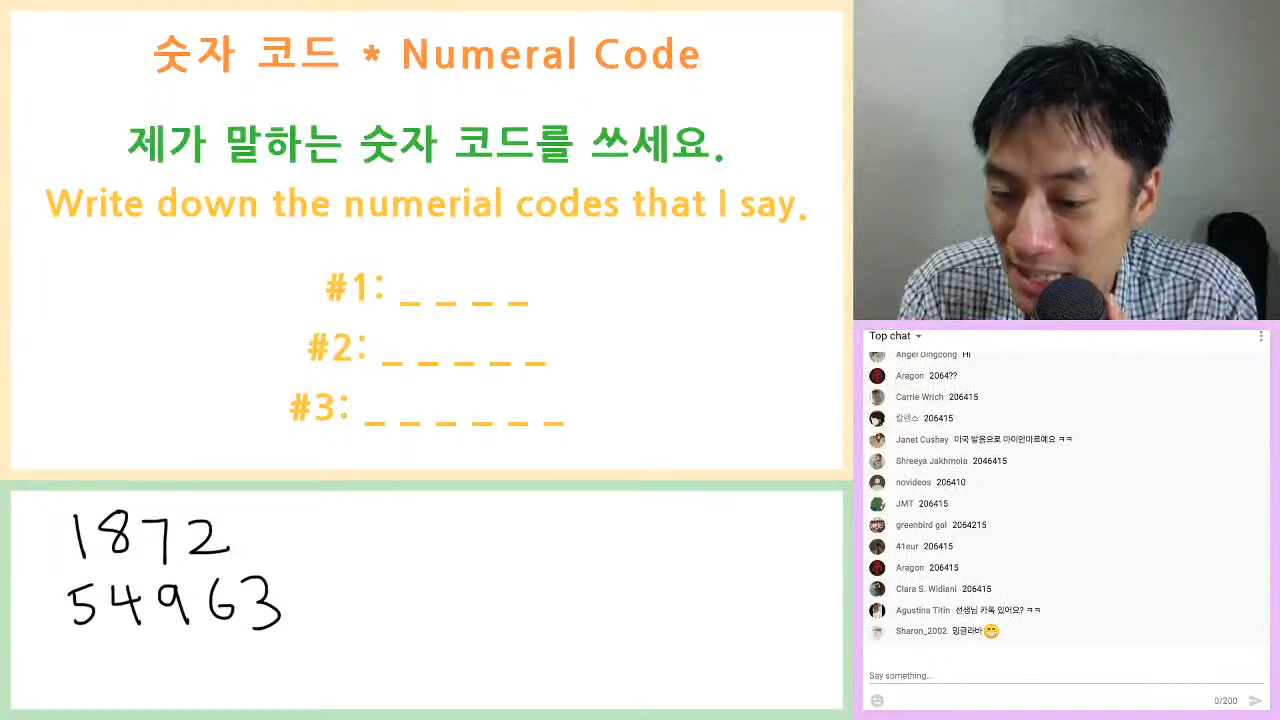 숫자 코드 * Numeral Code
제가 말하는 숫자 코드를 쓰세요.
Write down the numerial codes that I say.
#1: _ _ _ _
#2: _ _ _ _ _
#3: _ _ _ _ _ _
1872
54963
Top chat
Angel Dingcong Hi
Aragon 2064??
Carrie Wrich 206415
칼렌스 206415
Janet Cushey 미국 발음으로 마이안마르예요 ㅋㅋ
Shreeya Jakhmola 2046415
novideos 206410
JMT 206415
greenbird gal 2064215
41eur 206415
Aragon 206415
Clara S. Widiani 206415
Agustina Titin 선생님 카톡 있어요? ㅋㅋ
Sharon_2002 밍글라바😁
Say something...
0/200